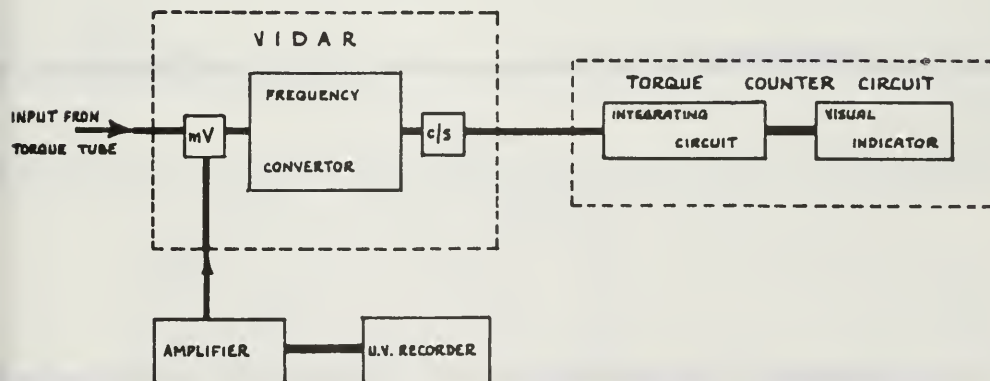 VIDAR
INPUT FROM
TORQUE TUBE
mV
FREQUENCY
CONVERTOR
c/s
TORQUE COUNTER CIRCUIT
INTEGRATING
CIRCUIT
VISUAL
INDICATOR
AMPLIFIER
U.V. RECORDER